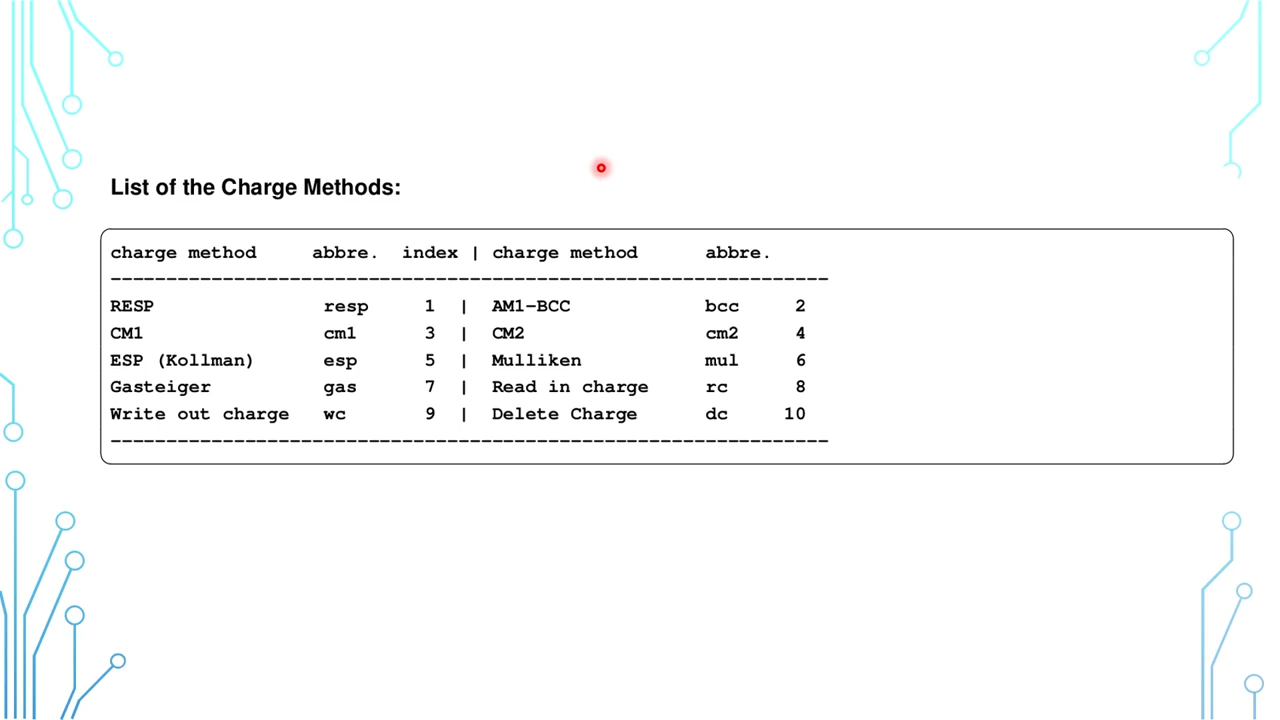 List of the Charge Methods:
charge method     abbre.  index | charge method      abbre.
----------------------------------------------------------------
RESP               resp     1  |  AM1-BCC            bcc     2
CM1                cm1      3  |  CM2                cm2     4
ESP (Kollman)      esp      5  |  Mulliken           mul     6
Gasteiger          gas      7  |  Read in charge     rc      8
Write out charge   wc       9  |  Delete Charge      dc     10
----------------------------------------------------------------